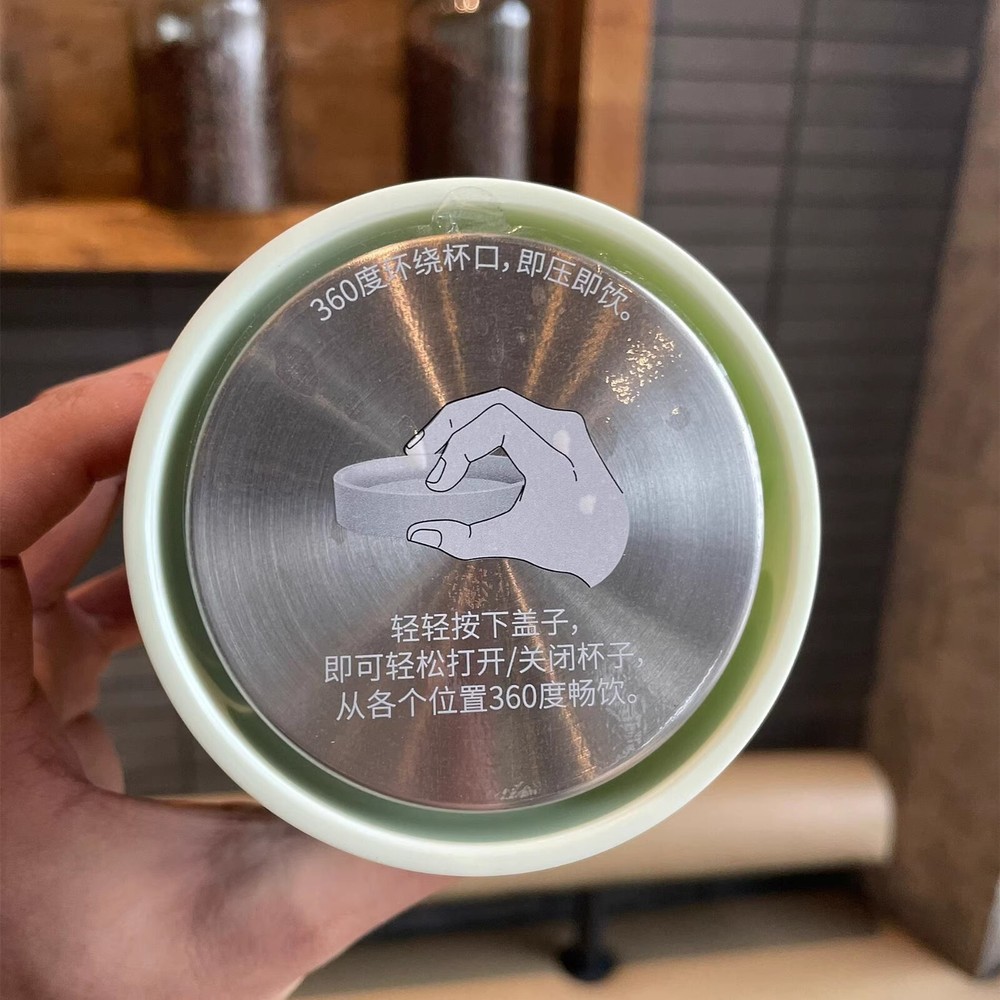 360度环绕杯口,即压即饮。
轻轻按下盖子,
即可轻松打开/关闭杯子,
从各个位置360度畅饮。